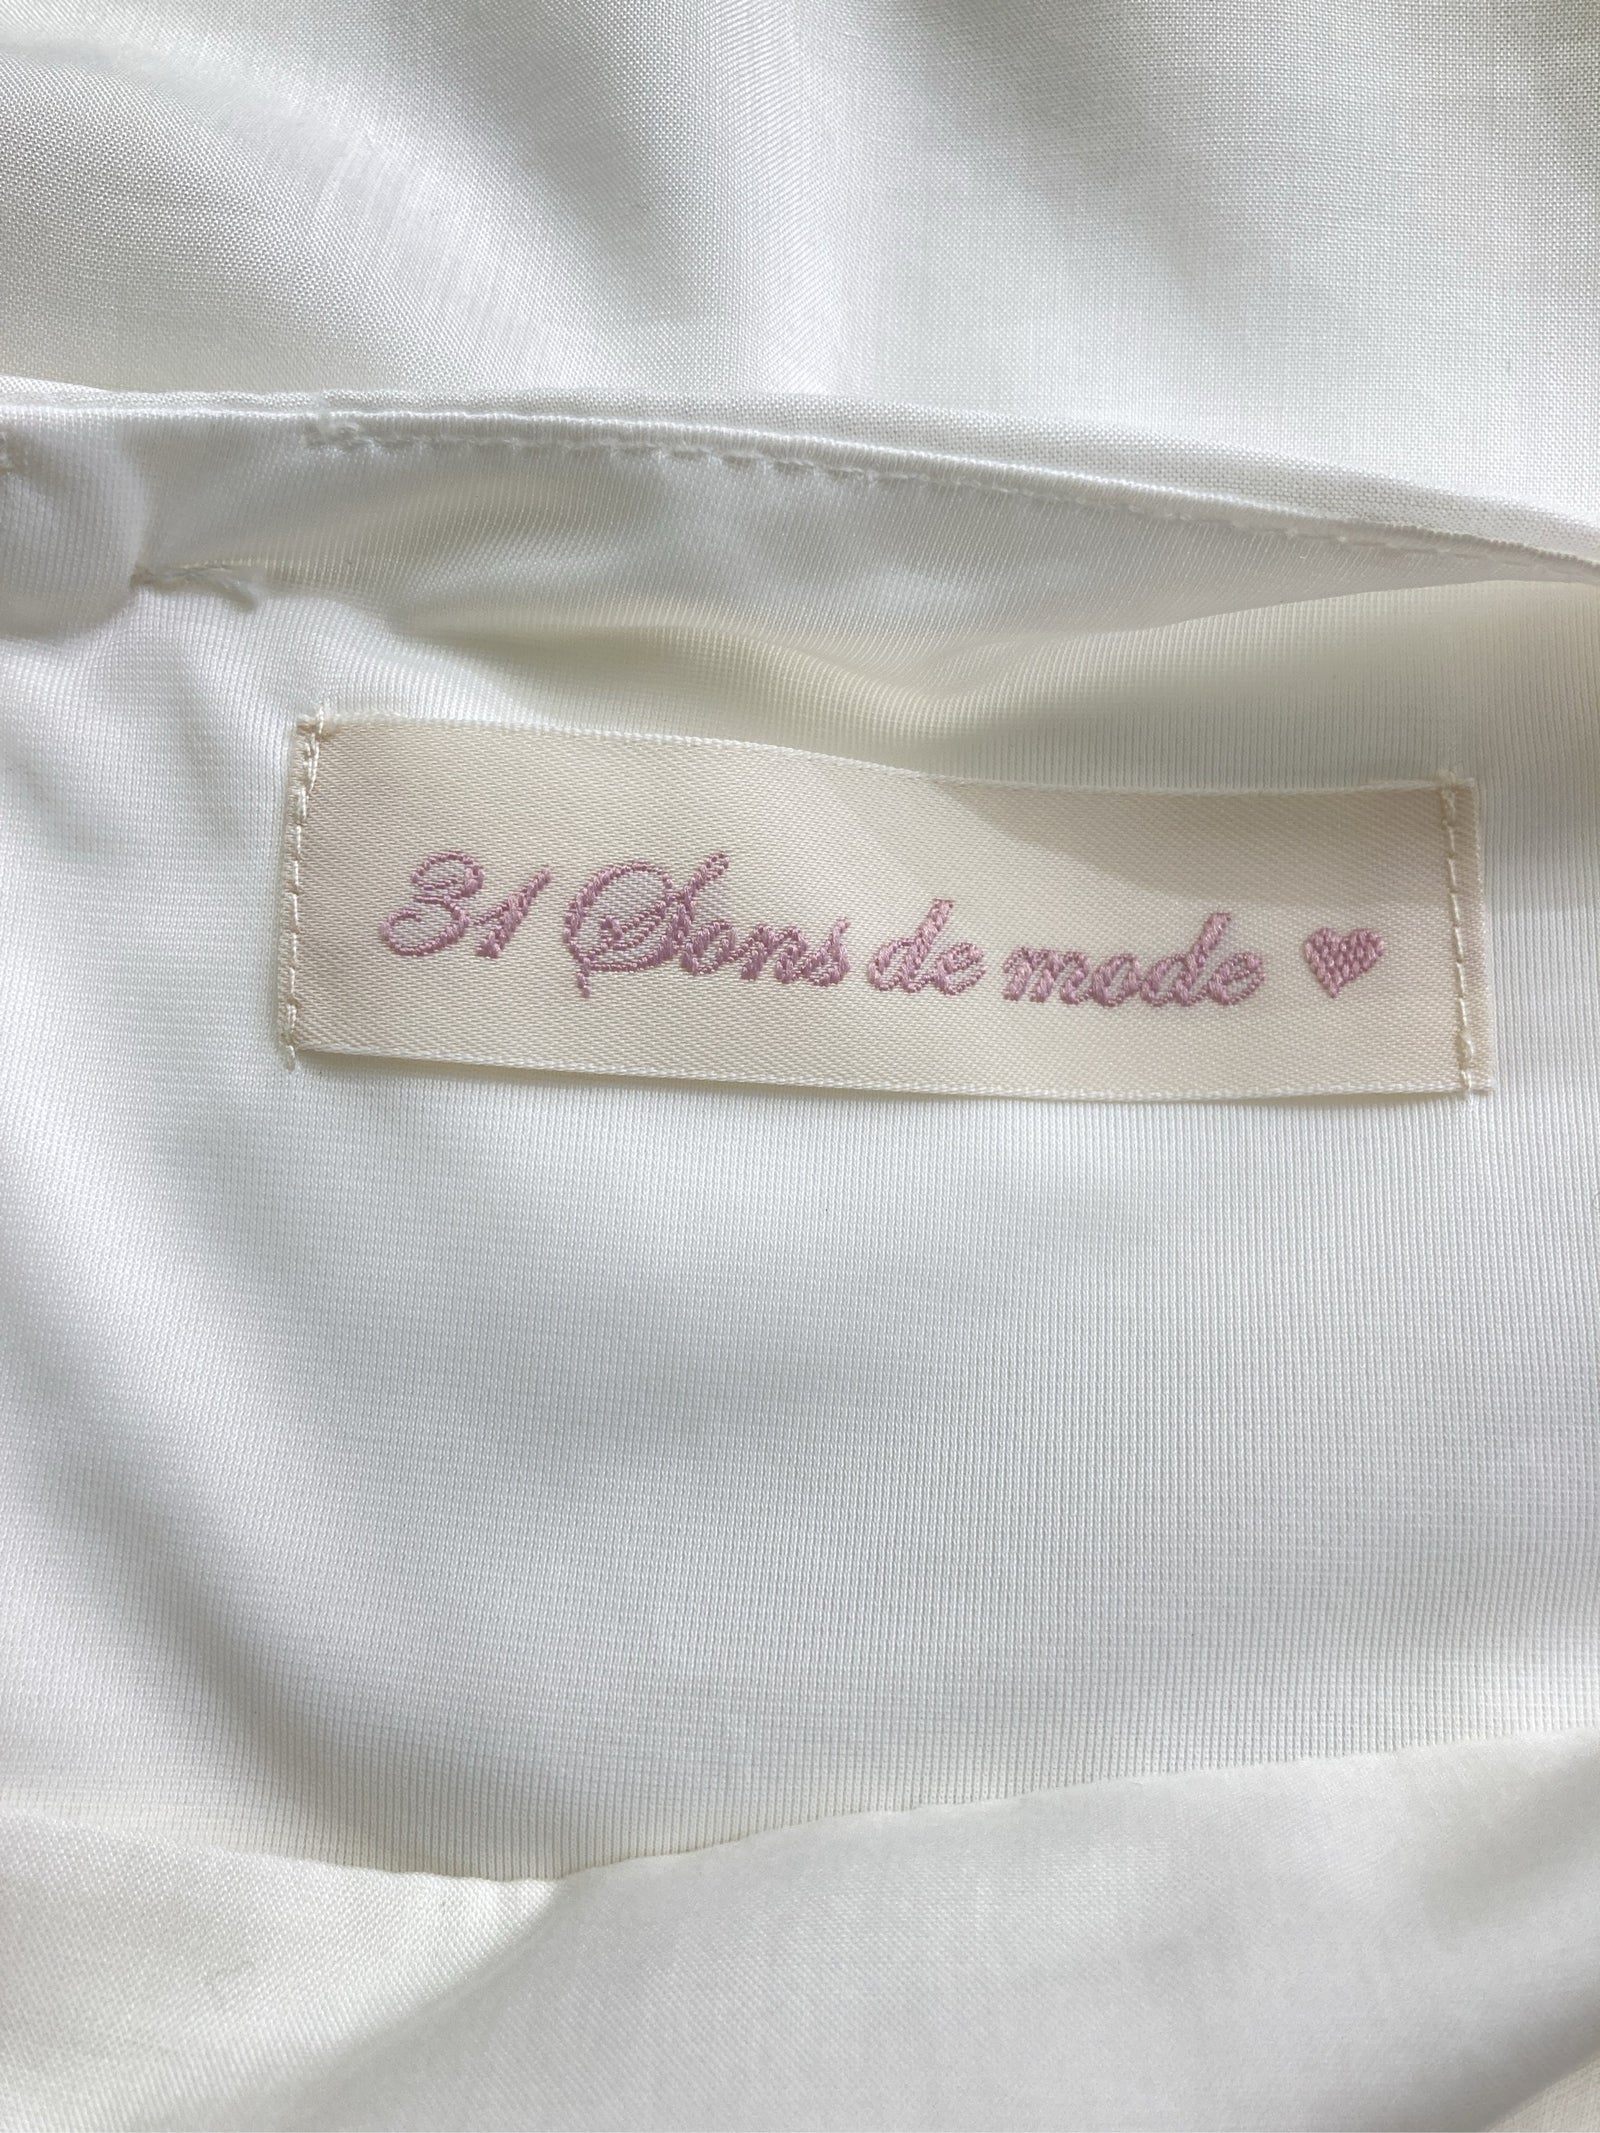 31 Sons de mode ♥